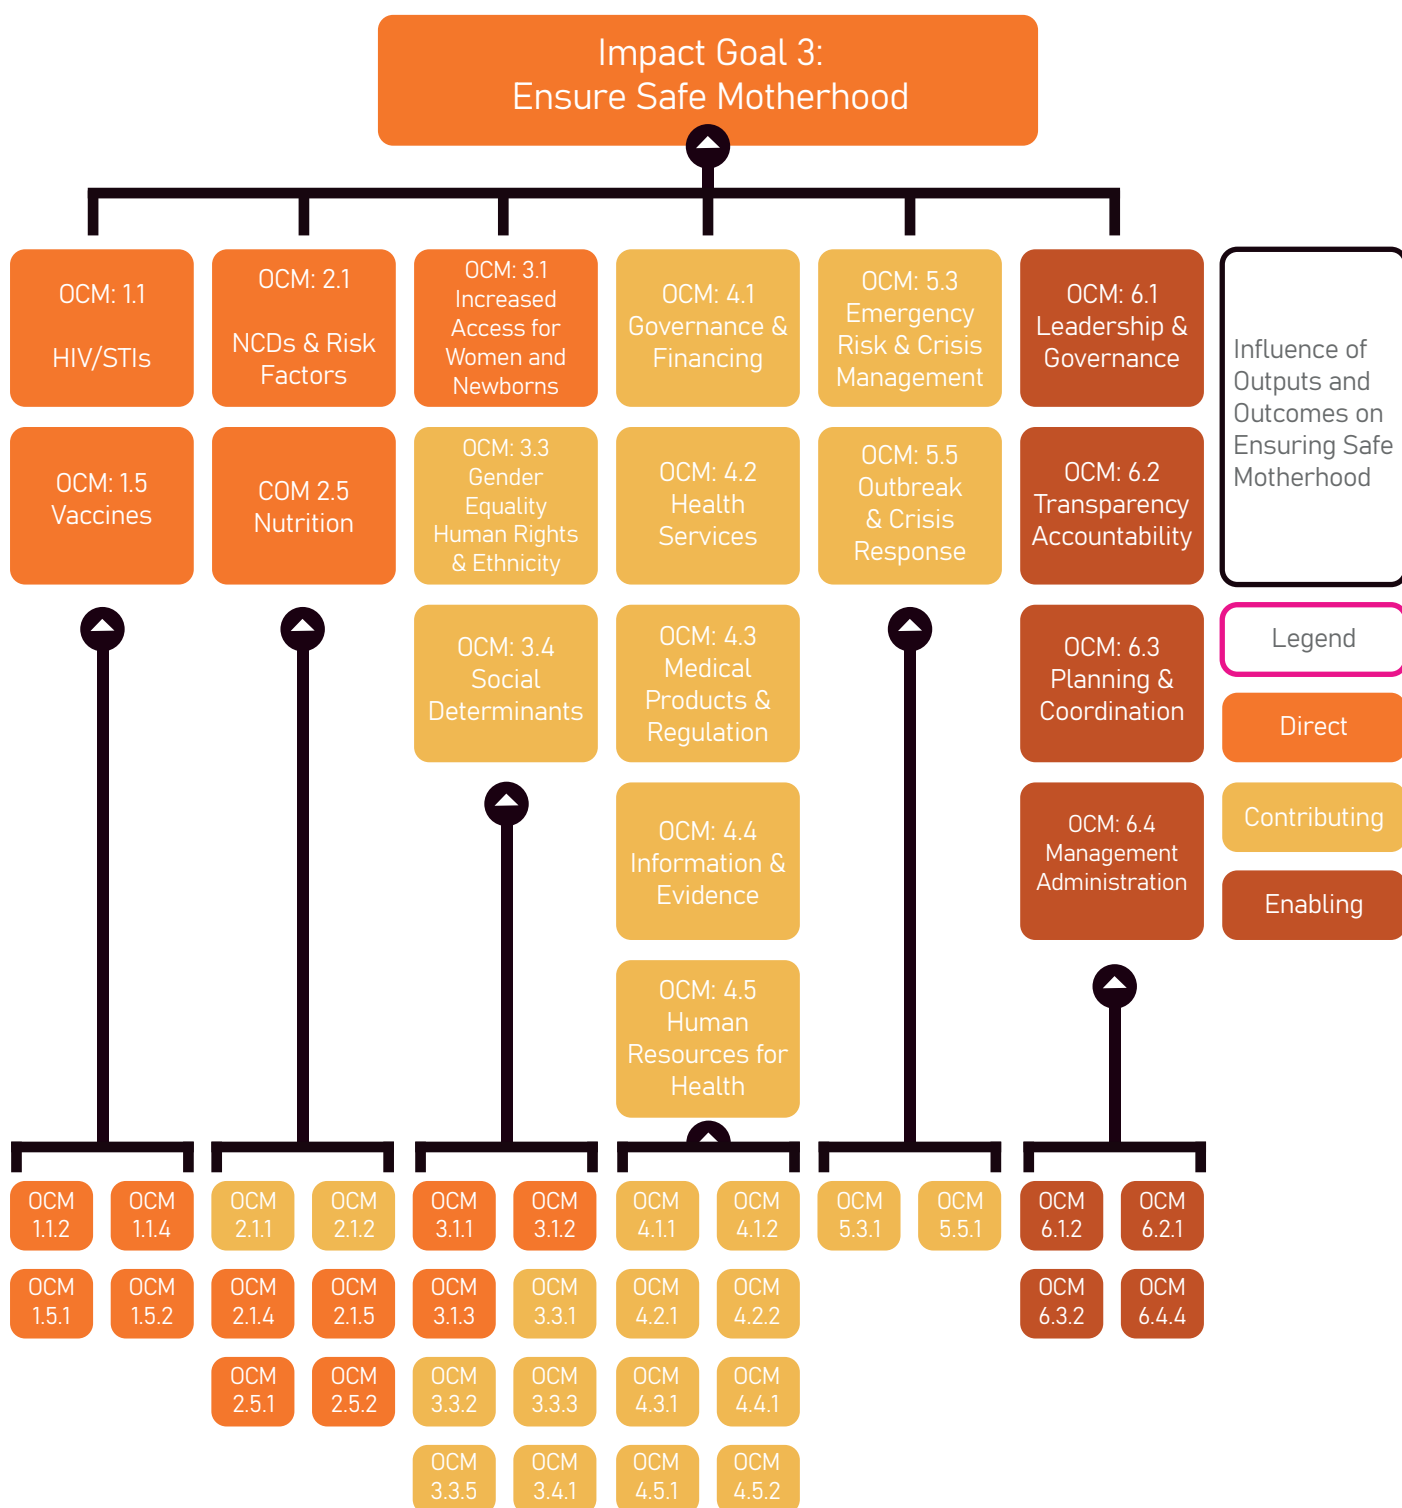 Impact Goal 3:
Ensure Safe Motherhood
OCM: 1.1
HIV/STIs
OCM: 2.1
NCDs & Risk
Factors
OCM: 3.1
Increased
Access for
Women and
Newborns
OCM: 4.1
Governance &
Financing
OCM: 5.3
Emergency
Risk & Crisis
Management
OCM: 6.1
Leadership &
Governance
Influence of
Outputs and
Outcomes on
Ensuring Safe
Motherhood
OCM: 1.5
Vaccines
COM 2.5
Nutrition
OCM: 3.3
Gender
Equality
Human Rights
& Ethnicity
OCM: 4.2
Health
Services
OCM: 5.5
Outbreak
& Crisis
Response
OCM: 6.2
Transparency
Accountability
OCM: 3.4
Social
Determinants
OCM: 4.3
Medical
Products &
Regulation
OCM: 6.3
Planning &
Coordination
Legend
Direct
OCM: 4.4
Information &
Evidence
OCM: 6.4
Management
Administration
Contributing
Enabling
OCM: 4.5
Human
Resources for
Health
OCM
1.1.2
OCM
1.1.4
OCM
2.1.1
OCM
2.1.2
OCM
3.1.1
OCM
3.1.2
OCM
4.1.1
OCM
4.1.2
OCM
5.3.1
OCM
5.5.1
OCM
6.1.2
OCM
6.2.1
OCM
1.5.1
OCM
1.5.2
OCM
2.1.4
OCM
2.1.5
OCM
3.1.3
OCM
3.3.1
OCM
4.2.1
OCM
4.2.2
OCM
6.3.2
OCM
6.4.4
OCM
2.5.1
OCM
2.5.2
OCM
3.3.2
OCM
3.3.3
OCM
4.3.1
OCM
4.4.1
OCM
3.3.5
OCM
3.4.1
OCM
4.5.1
OCM
4.5.2